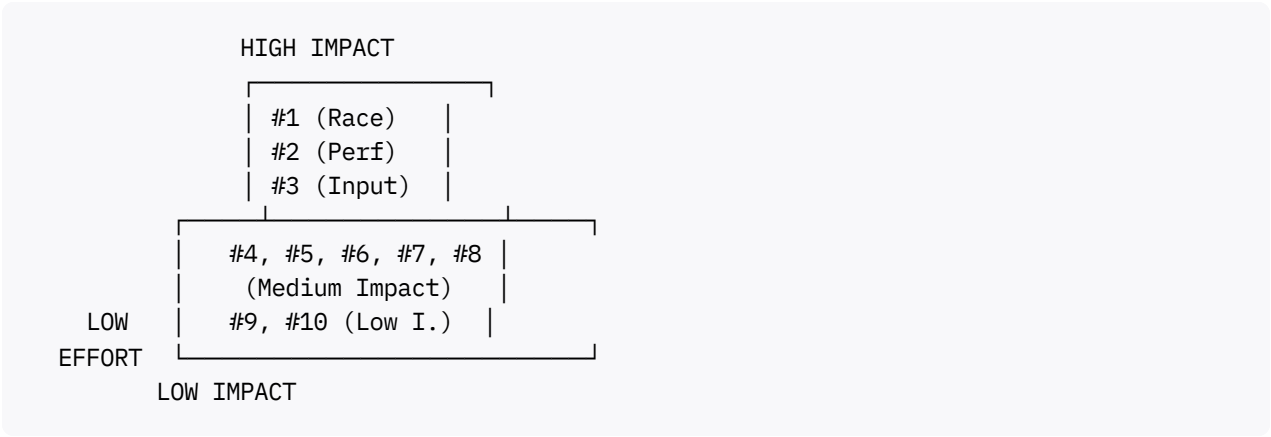 HIGH IMPACT
#1 (Race)
#2 (Perf)
#3 (Input)
#4, #5, #6, #7, #8
(Medium Impact)
LOW #9, #10 (Low I.)
EFFORT
LOW IMPACT